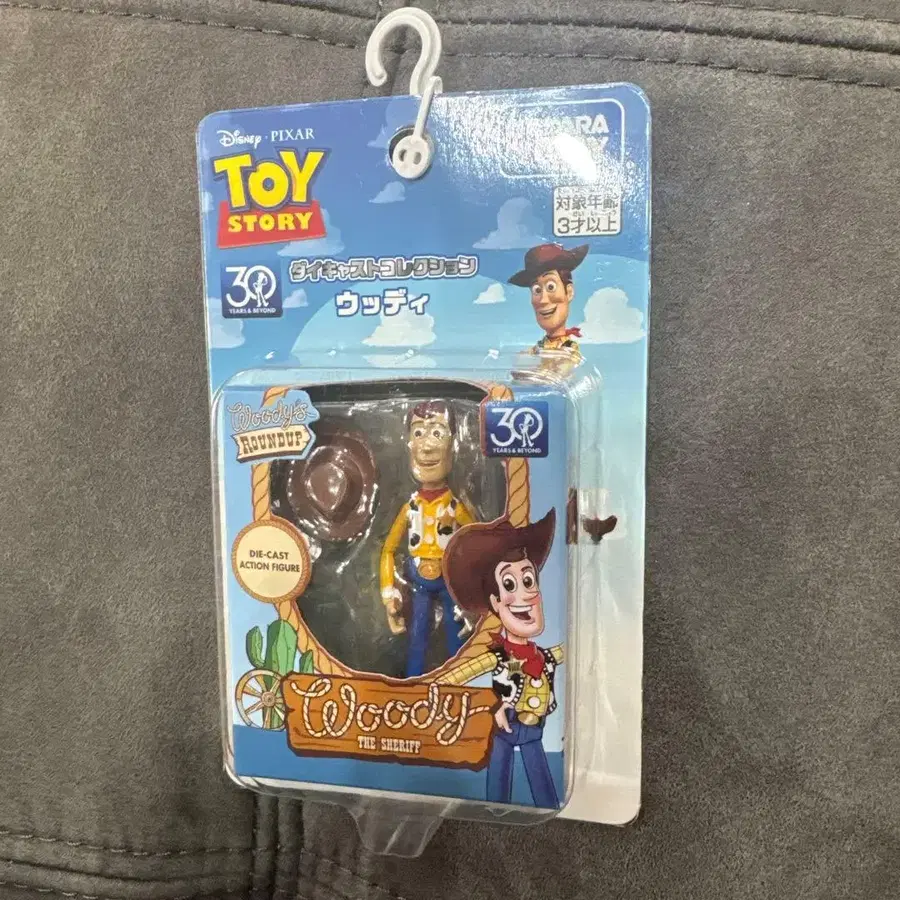 Disney · PIXAR
TOY
STORY
対象年齢
3才以上
30
YEARS & BEYOND
ダイキャストコレクション
ウッディ
Woody's
ROUNDUP
30
YEARS & BEYOND
DIE-CAST
ACTION FIGURE
Woody
THE SHERIFF